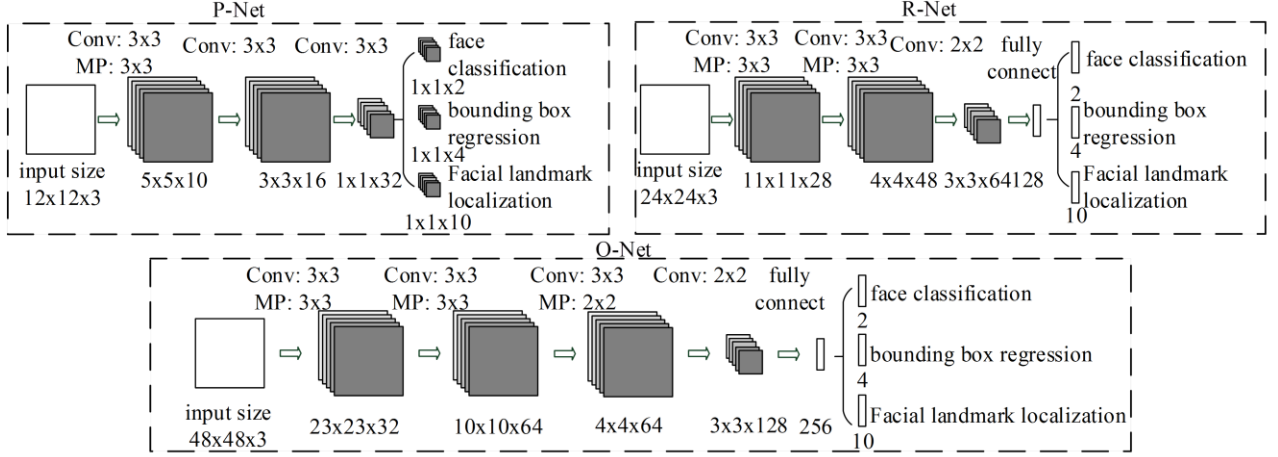 P-Net
Conv: 3x3
MP: 3x3
Conv: 3x3
Conv: 3x3
face
classification
1x1x2
bounding box
regression
1x1x4
Facial landmark
localization
1x1x10
input size
12x12x3
5x5x10
3x3x16
1x1x32
R-Net
Conv: 3x3
MP: 3x3
Conv: 3x3
MP: 3x3
Conv: 2x2
fully
connect
face classification
2
bounding box
regression
4
Facial landmark
localization
10
input size
24x24x3
11x11x28
4x4x48
3x3x64
128
O-Net
Conv: 3x3
MP: 3x3
Conv: 3x3
MP: 3x3
Conv: 3x3
MP: 2x2
Conv: 2x2
fully
connect
face classification
2
bounding box regression
4
Facial landmark localization
10
input size
48x48x3
23x23x32
10x10x64
4x4x64
3x3x128
256